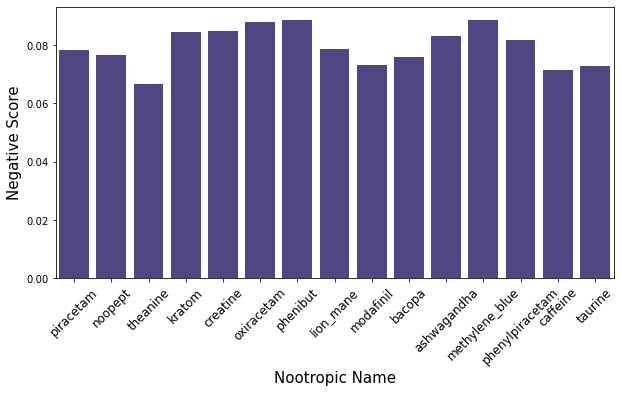 Negative Score
0.08
0.06
0.04
0.02
0.00
piracetam
noopept
theanine
kratom
creatine
oxiracetam
phenibut
lion_mane
modafinil
bacopa
ashwagandha
methylene_blue
phenylpiracetam
caffeine
taurine
Nootropic Name